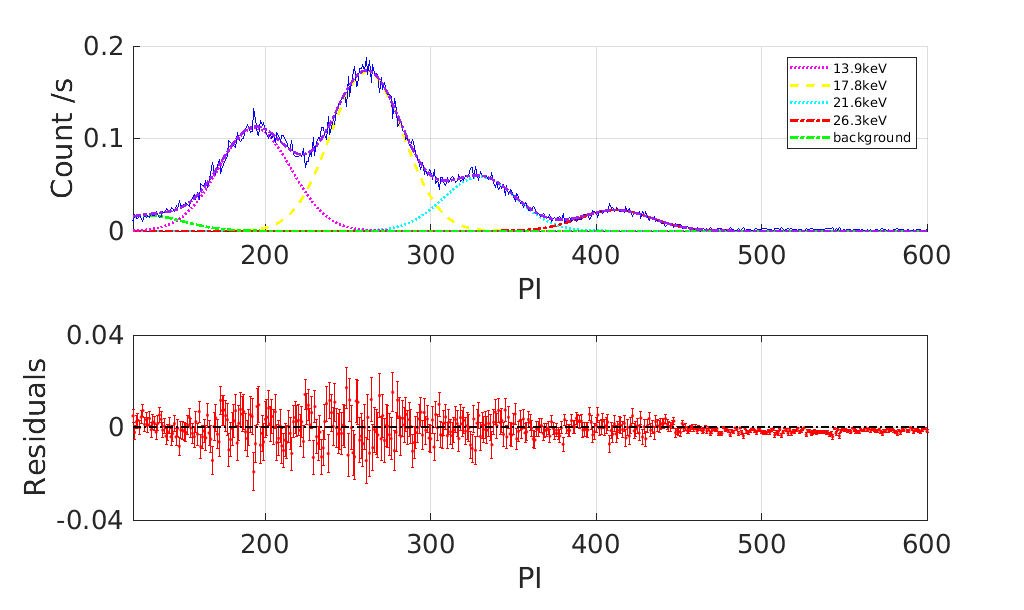 0.2
0.1
0
Count /s
13.9keV
17.8keV
21.6keV
26.3keV
background
200 300 400 500 600
PI
0.04
0
-0.04
Residuals
200 300 400 500 600
PI